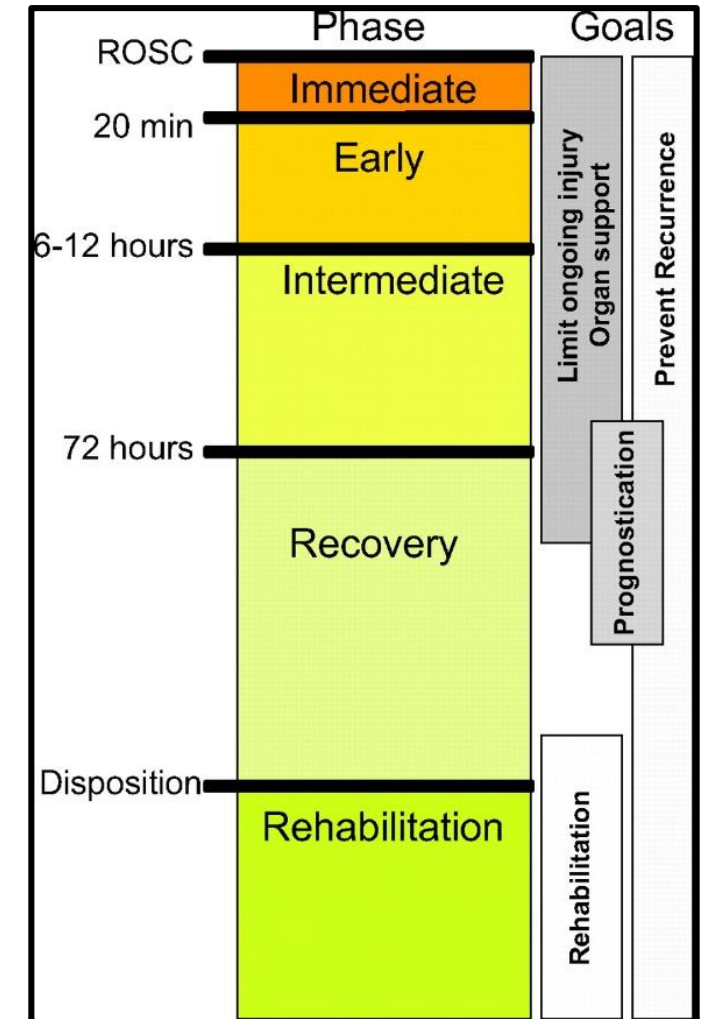 Phase
Goals
ROSC
Immediate
20 min
Early
6-12 hours
Intermediate
72 hours
Recovery
Disposition
Rehabilitation
Limit ongoing injury
Organ support
Prevent Recurrence
Prognostication
Rehabilitation